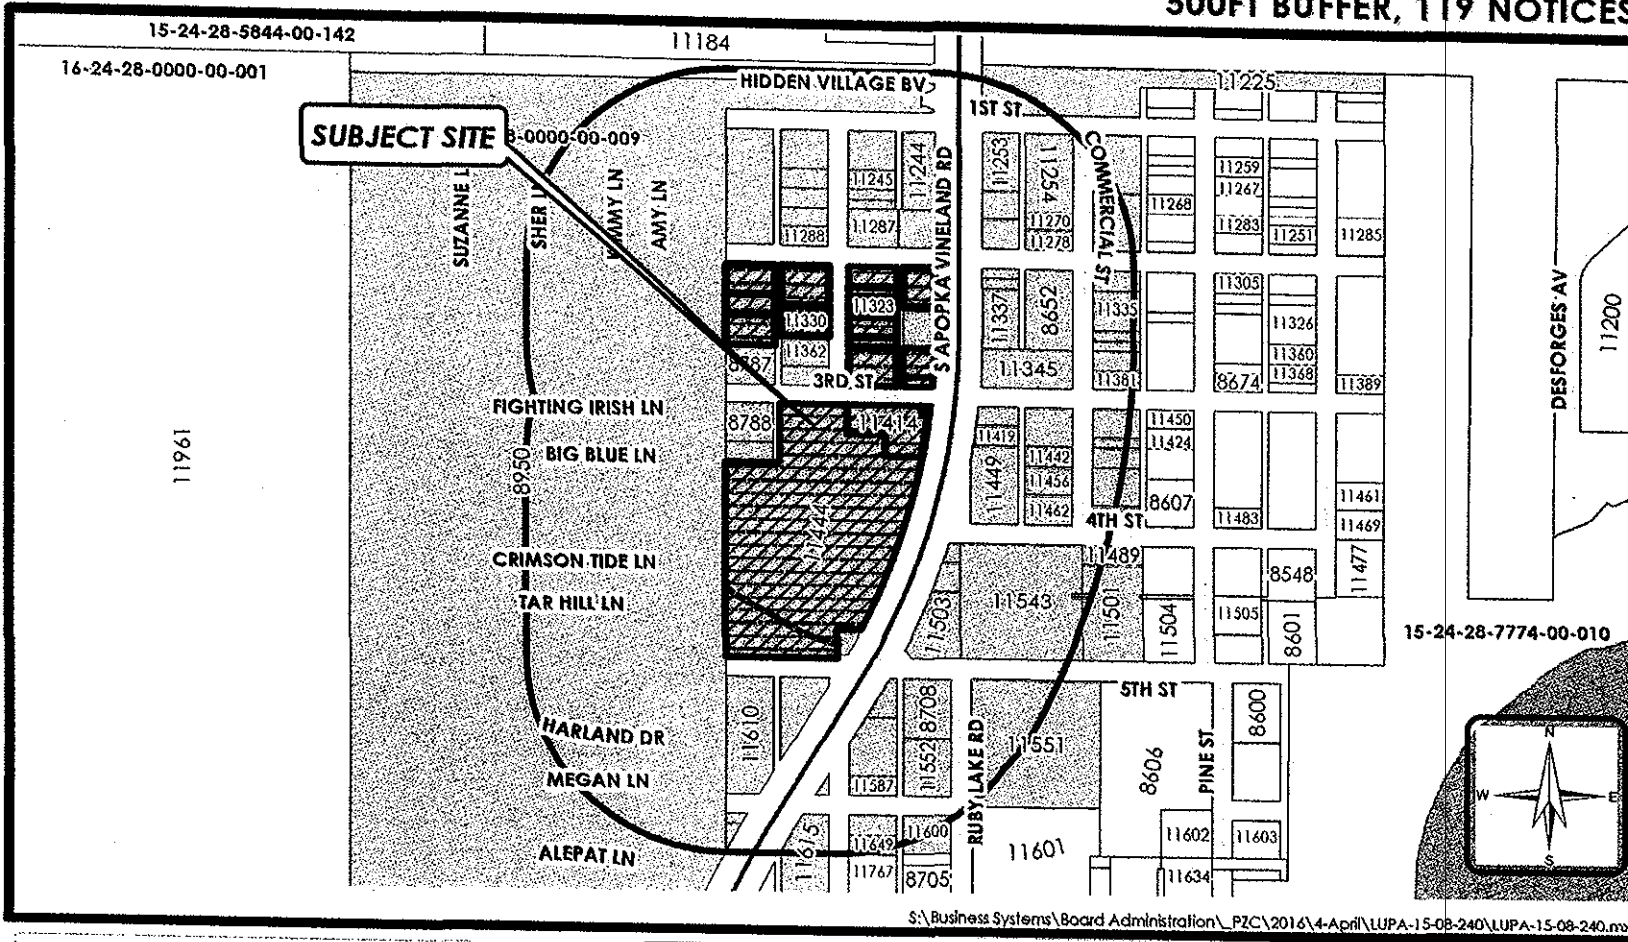 500FT BUFFER, 119 NOTICES
15-24-28-5844-00-142
11184
16-24-28-0000-00-001
HIDDEN VILLAGE BV
11225
1ST ST
SUBJECT SITE
8-0000-00-009
SUZANNE L
SHER L
AMY LN
S APOPKA VINELAND RD
COMMERCIAL ST
11245
11244
11253
11254
11259
11267
11268
11270
11278
11283
11251
11285
11288
11287
11323
11330
11362
11337
8652
11335
11305
11326
11360
11368
11345
11381
8674
11389
3RD ST
DESFORGES AV
11200
FIGHTING IRISH LN
8788
11414
11419
11450
11424
BIG BLUE LN
11442
11456
11449
11462
8607
11461
11469
11483
4TH ST
11961
8950
11444
CRIMSON TIDE LN
11489
8548
11477
TAR HILL LN
11503
11543
11501
11504
11505
8601
15-24-28-7774-00-010
5TH ST
11610
8708
8600
HARLAND DR
11551
11552
8606
PINE ST
MEGAN LN
11587
RUBY LAKE RD
N
W
E
S
11600
11602
11603
ALEPAT LN
11615
11649
11601
11767
8705
11634
S:\Business Systems\Board Administration\_PZC\2016\4-April\LUPA-15-08-240\LUPA-15-08-240.mx